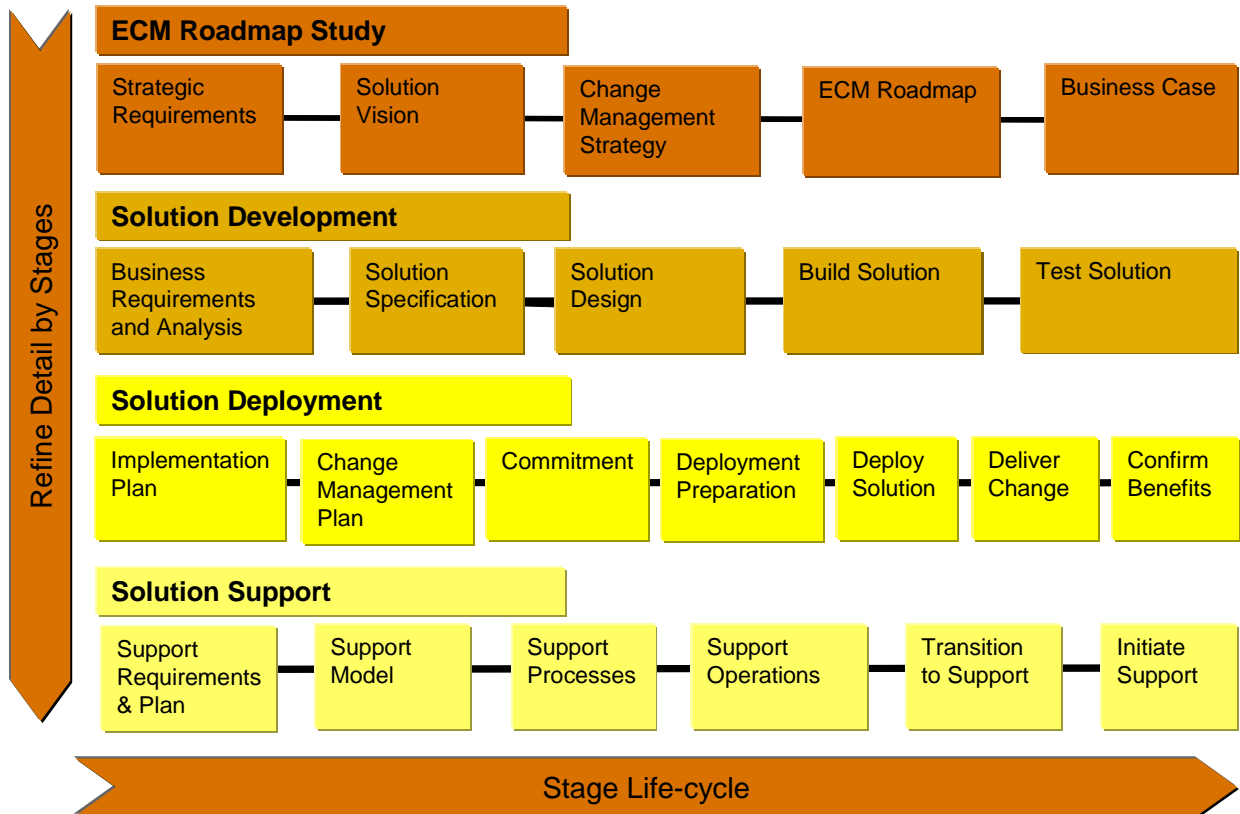 ECM Roadmap Study
Strategic
Requirements
Solution
Vision
Change
Management
Strategy
ECM Roadmap
Business Case
Solution Development
Business
Requirements
and Analysis
Solution
Specification
Solution
Design
Build Solution
Test Solution
Solution Deployment
Implementation
Plan
Change
Management
Plan
Commitment
Deployment
Preparation
Deploy
Solution
Deliver
Change
Confirm
Benefits
Solution Support
Support
Requirements
& Plan
Support
Model
Support
Processes
Support
Operations
Transition
to Support
Initiate
Support
Refine Detail by Stages
Stage Life-cycle